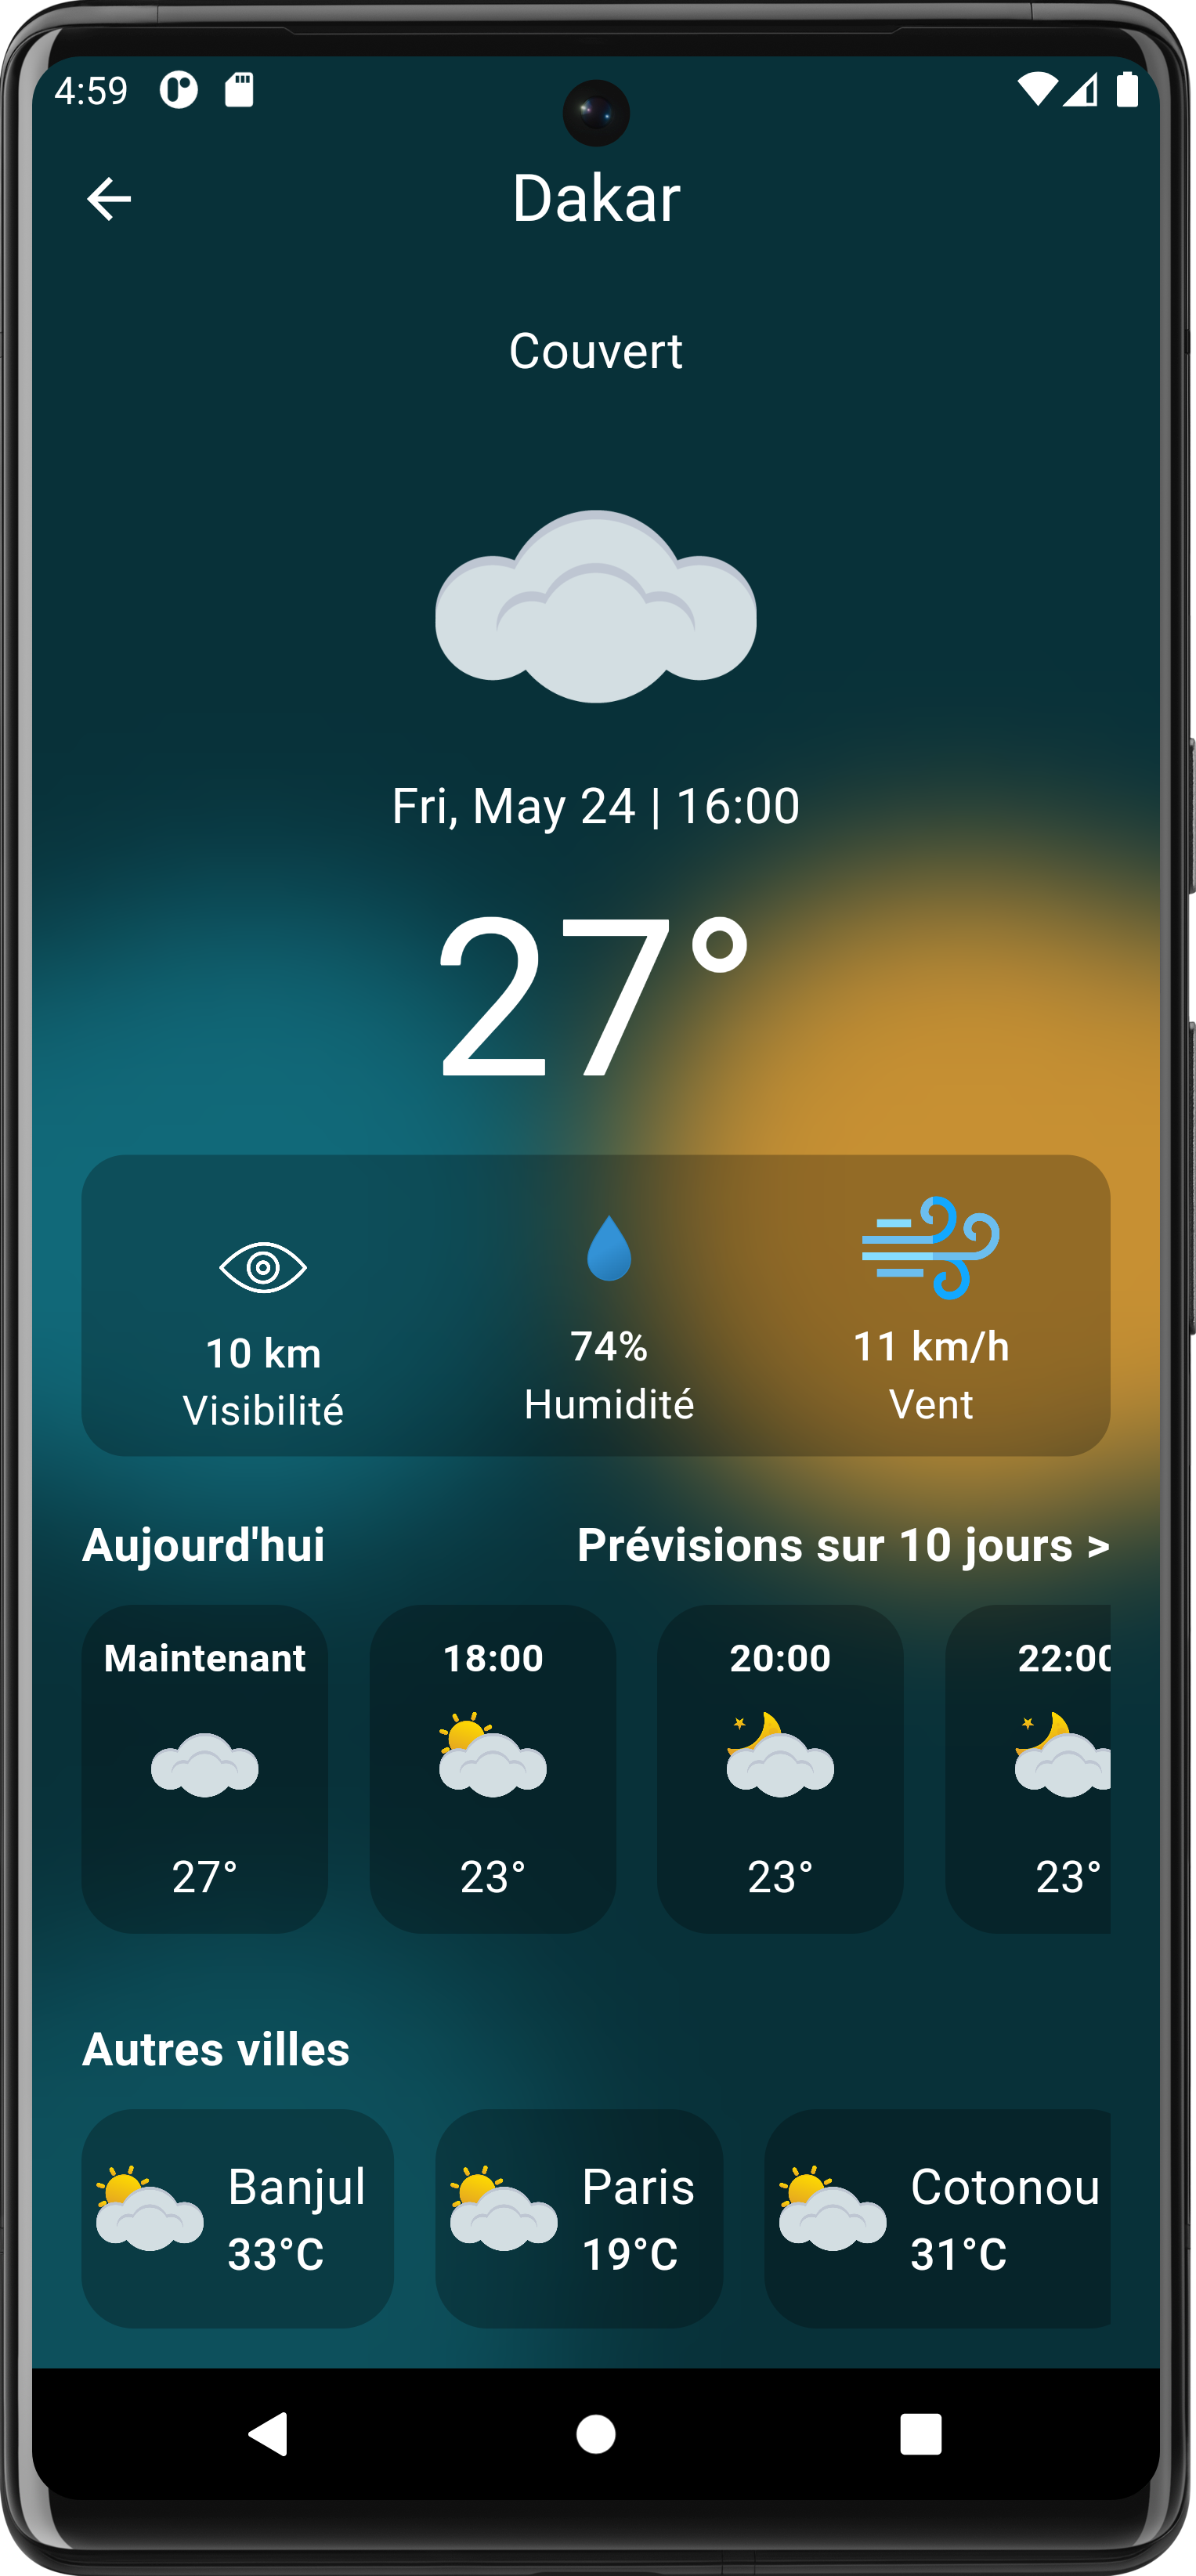 4:59
Dakar
Couvert
Fri, May 24 | 16:00
27°
10 km
Visibilité
74%
Humidité
11 km/h
Vent
Aujourd'hui
Prévisions sur 10 jours >
Maintenant
18:00
20:00
22:00
27°
23°
23°
23°
Autres villes
Banjul
33°C
Paris
19°C
Cotonou
31°C